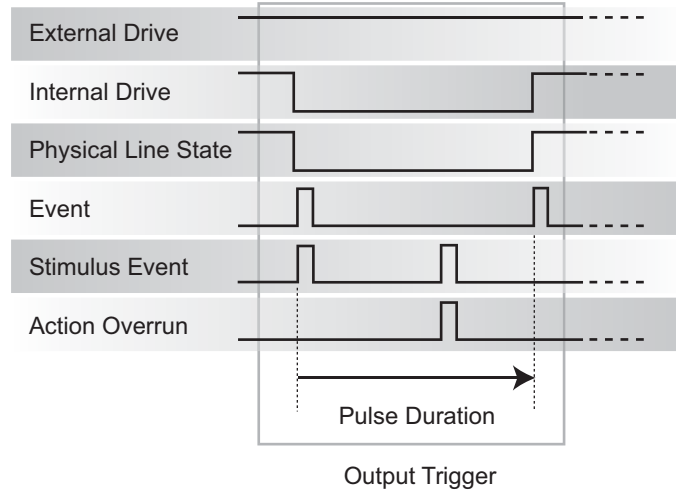 External Drive
Internal Drive
Physical Line State
Event
Stimulus Event
Action Overrun
Pulse Duration
Output Trigger